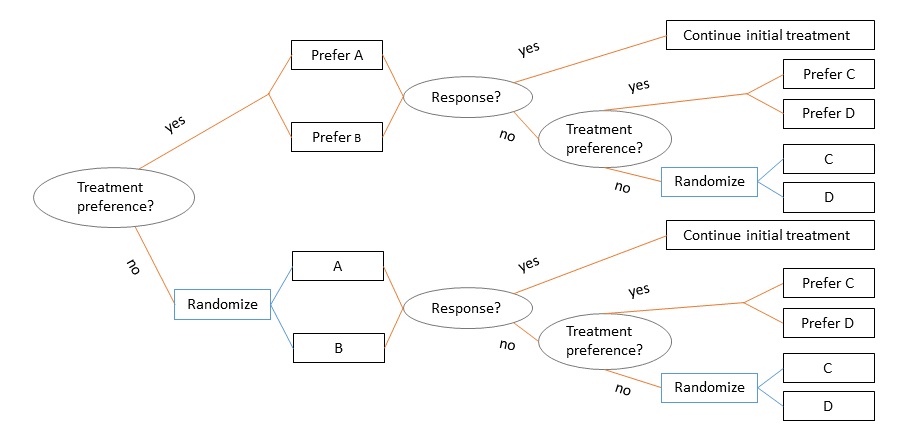 yes
Continue initial treatment
Prefer A
yes
Prefer C
Response?
Prefer D
yes
Prefer B
no
Treatment
preference?
C
Treatment
preference?
no
Randomize
D
no
yes
Continue initial treatment
A
Randomize
yes
Prefer C
Response?
Prefer D
B
no
Treatment
preference?
C
no
Randomize
D